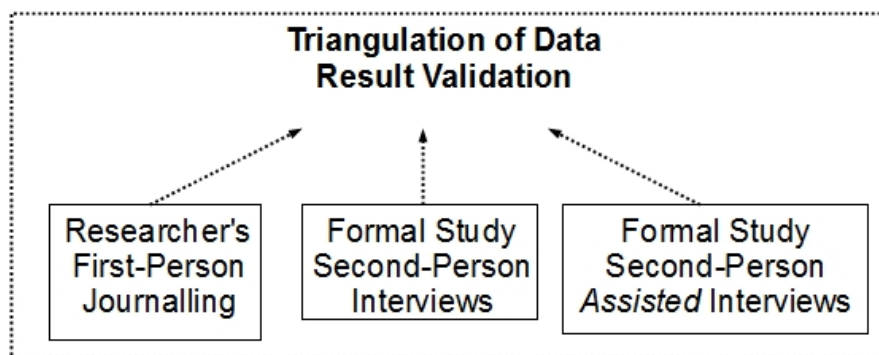 Triangulation of Data
Result Validation
Researcher's
First-Person
Journalling
Formal Study
Second-Person
Interviews
Formal Study
Second-Person
Assisted Interviews